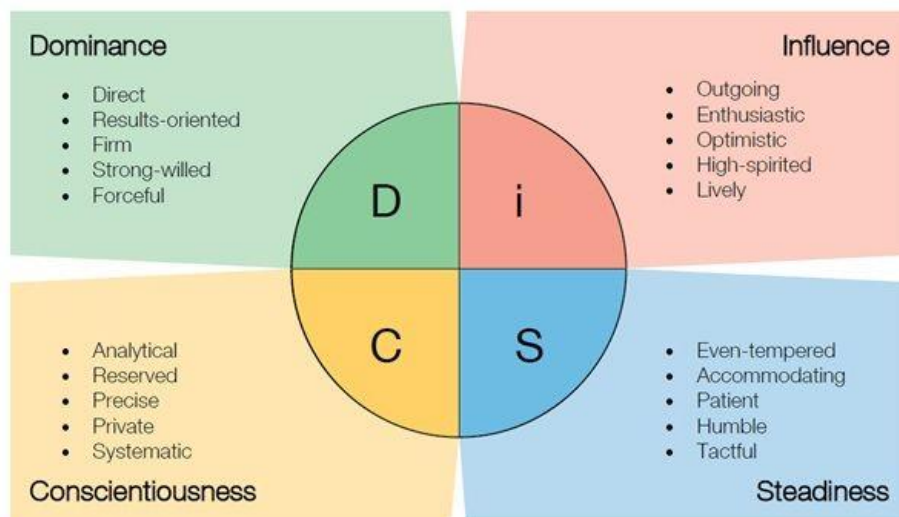 Dominance
• Direct
• Results-oriented
• Firm
• Strong-willed
• Forceful
Influence
• Outgoing
• Enthusiastic
• Optimistic
• High-spirited
• Lively
D
i
C
S
• Analytical
• Reserved
• Precise
• Private
• Systematic
Conscientiousness
• Even-tempered
• Accommodating
• Patient
• Humble
• Tactful
Steadiness